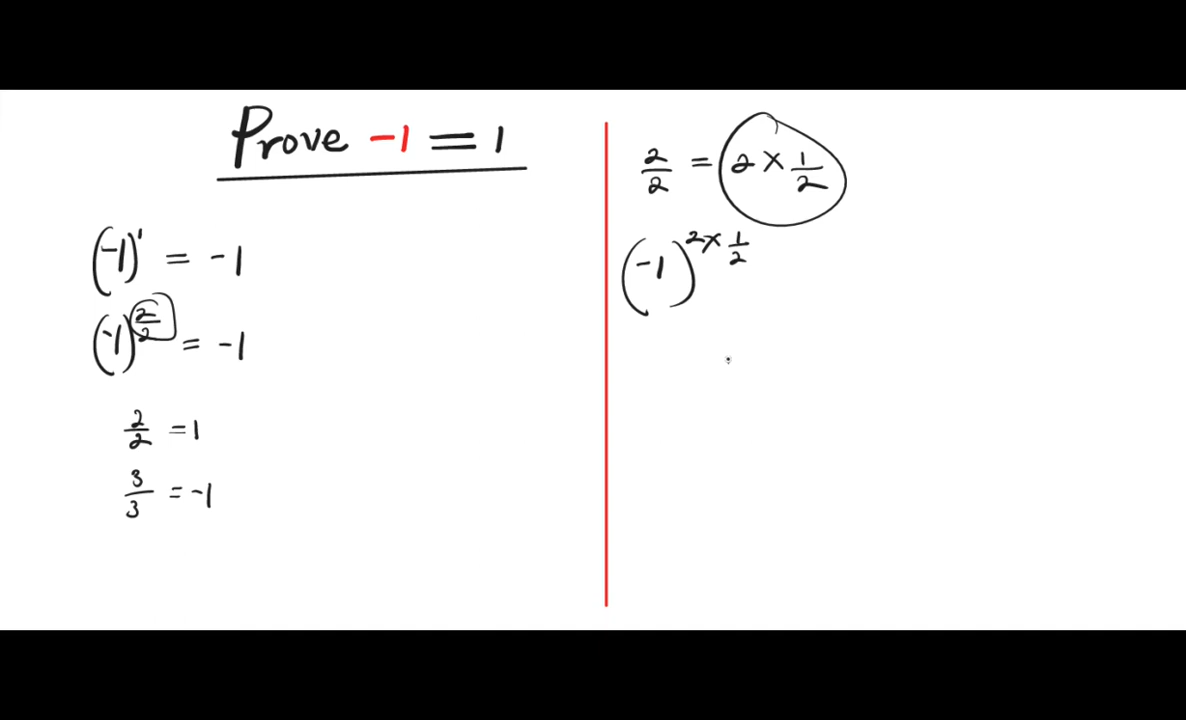 Prove -1 = 1
(-1)¹ = -1
(-1)^(2/2) = -1
2/2 = 1
3/3 = -1
2/2 = 2 × 1/2
(-1)^(2 × 1/2)